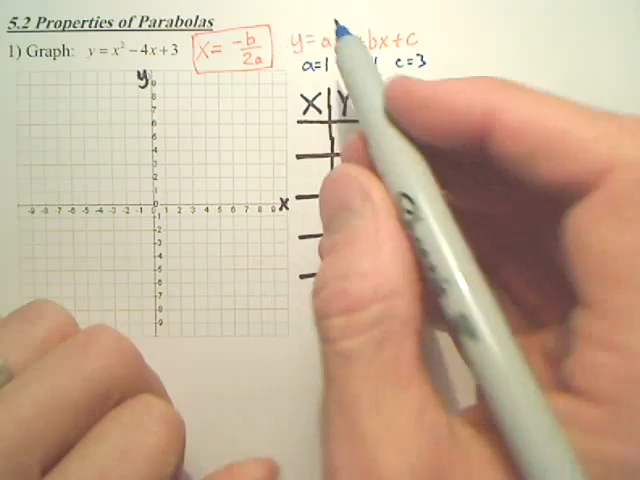 5.2 Properties of Parabolas
1) Graph: y = x² − 4x + 3
x = -b/2a
y = a bx + c
a = 1 c = 3
X Y
y
9
8
7
6
5
4
3
2
1
-9 -8 -7 -6 -5 -4 -3 -2 -1 0 1 2 3 4 5 6 7 8 9 x
-1
-2
-3
-4
-5
-6
-7
-8
-9